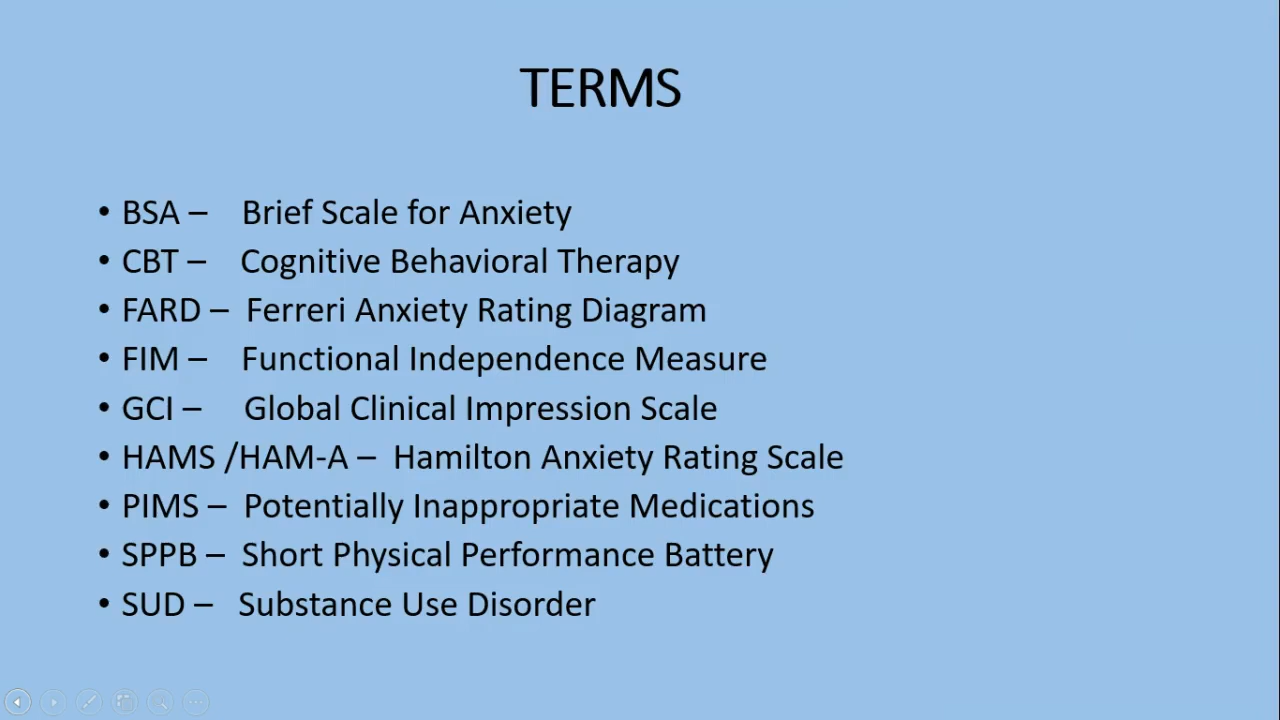 TERMS
• BSA – Brief Scale for Anxiety
• CBT – Cognitive Behavioral Therapy
• FARD – Ferreri Anxiety Rating Diagram
• FIM – Functional Independence Measure
• GCI – Global Clinical Impression Scale
• HAMS /HAM-A – Hamilton Anxiety Rating Scale
• PIMS – Potentially Inappropriate Medications
• SPPB – Short Physical Performance Battery
• SUD – Substance Use Disorder